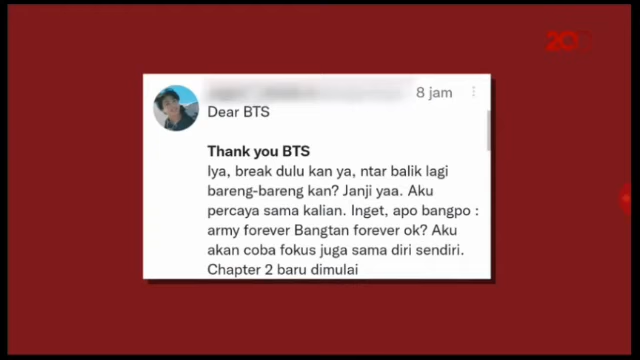 20
8 jam
Dear BTS
Thank you BTS
Iya, break dulu kan ya, ntar balik lagi
bareng-bareng kan? Janji yaa. Aku
percaya sama kalian. Inget, apo bangpo :
army forever Bangtan forever ok? Aku
akan coba fokus juga sama diri sendiri.
Chapter 2 baru dimulai